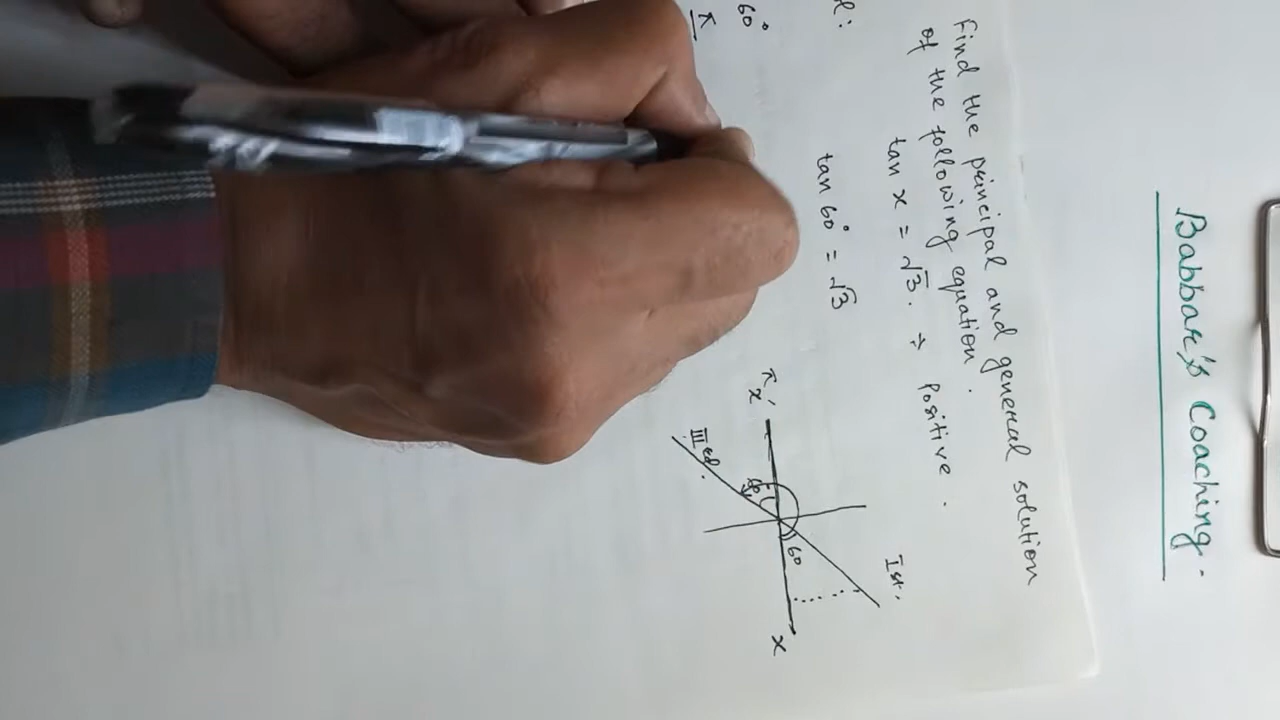 Babbar's Coaching.
Find the principal and general solution
of the following equation.
tan x = √3. ÷ Positive.
l:
tan 60° = √3
60°
π
Ist.
60
x
π x'
IIIrd.